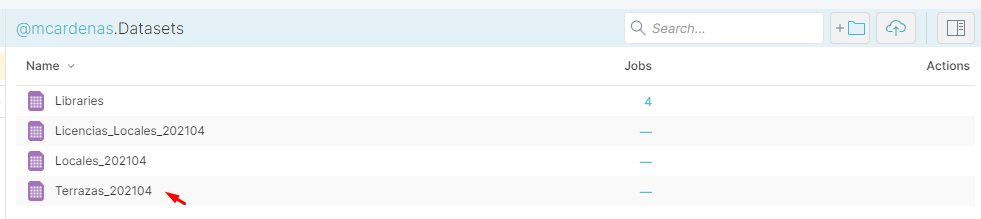 @mcardenas.Datasets Search... +
Name Jobs Actions
Libraries 4
Licencias_Locales_202104 —
Locales_202104 —
Terrazas_202104 —